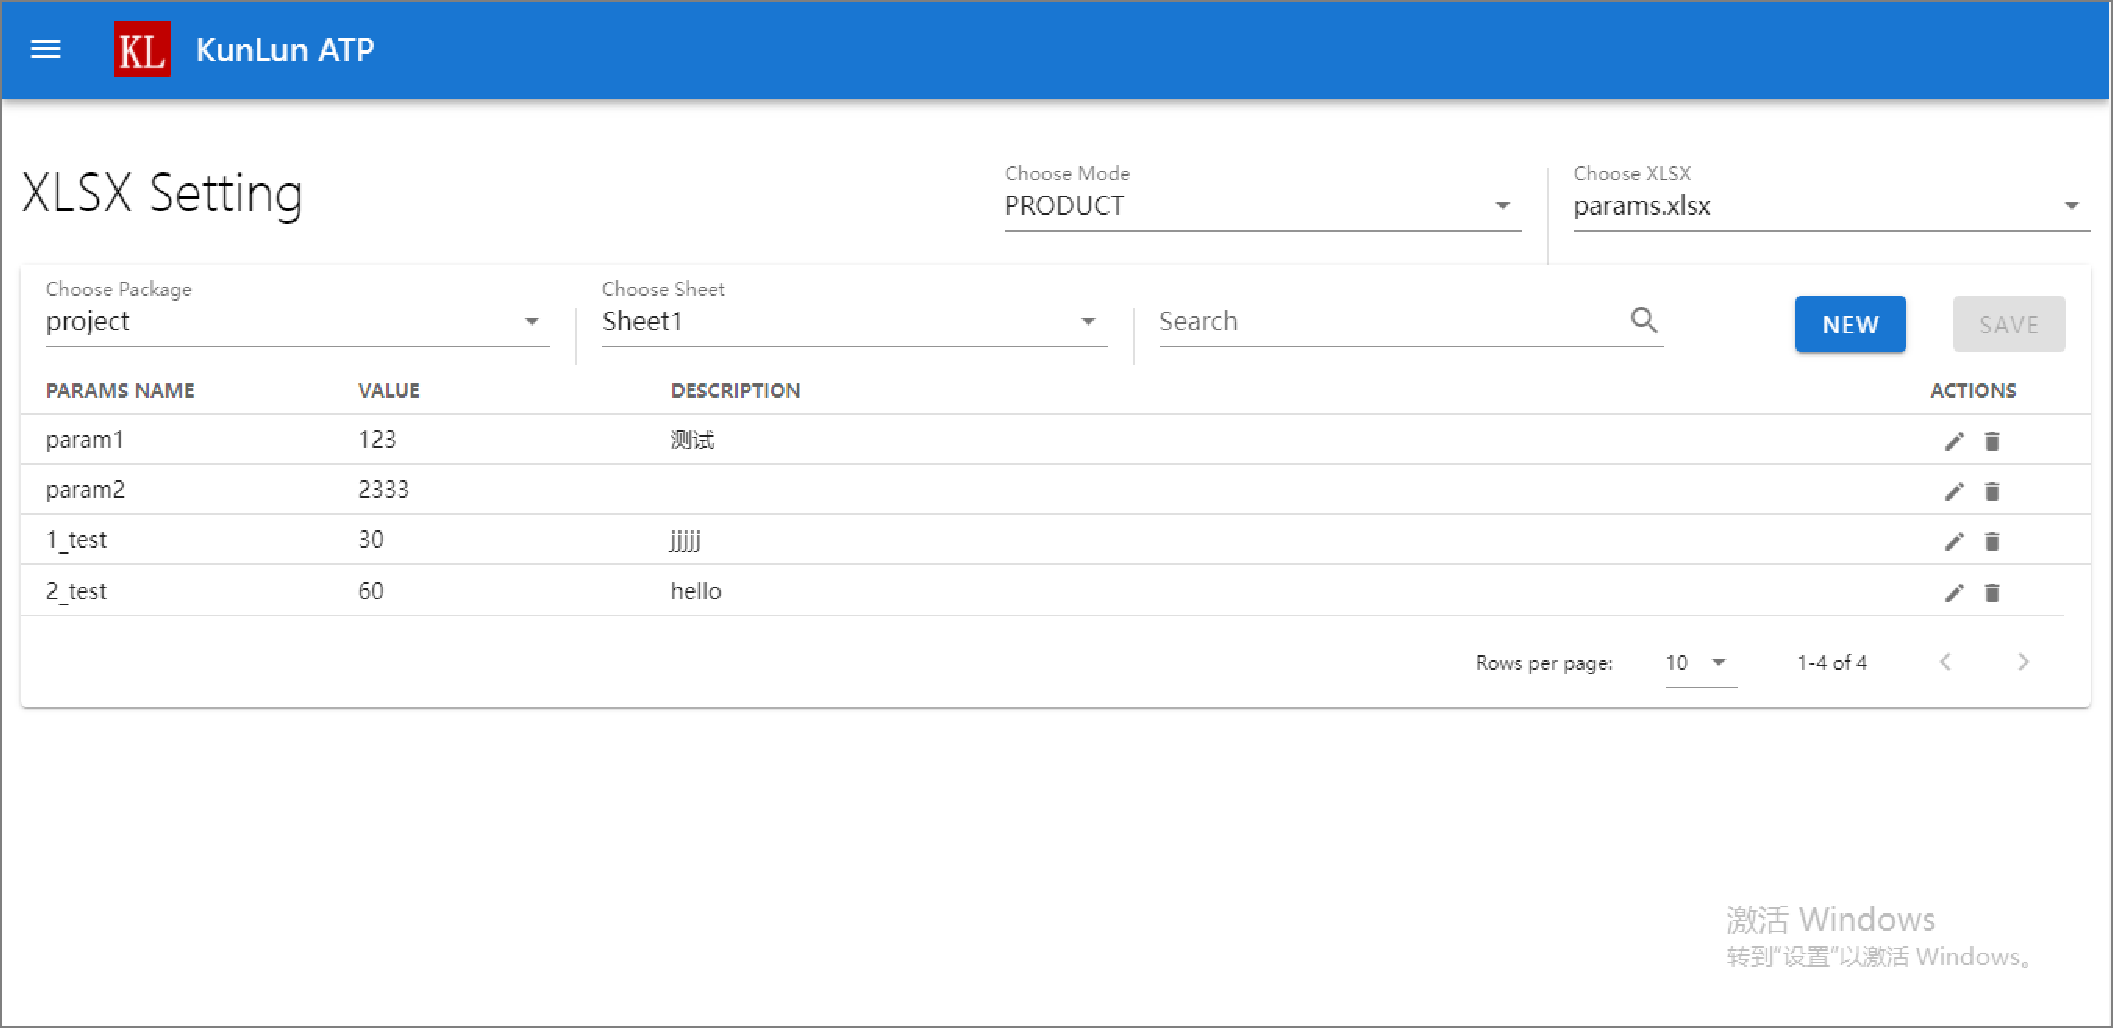 KL KunLun ATP
XLSX Setting
Choose Mode
PRODUCT
Choose XLSX
params.xlsx
Choose Package
project
Choose Sheet
Sheet1
Search
NEW
SAVE
PARAMS NAME VALUE DESCRIPTION ACTIONS
param1 123 测试
param2 2333
1_test 30 jjjjj
2_test 60 hello
Rows per page: 10 1-4 of 4
激活 Windows
转到“设置”以激活 Windows。